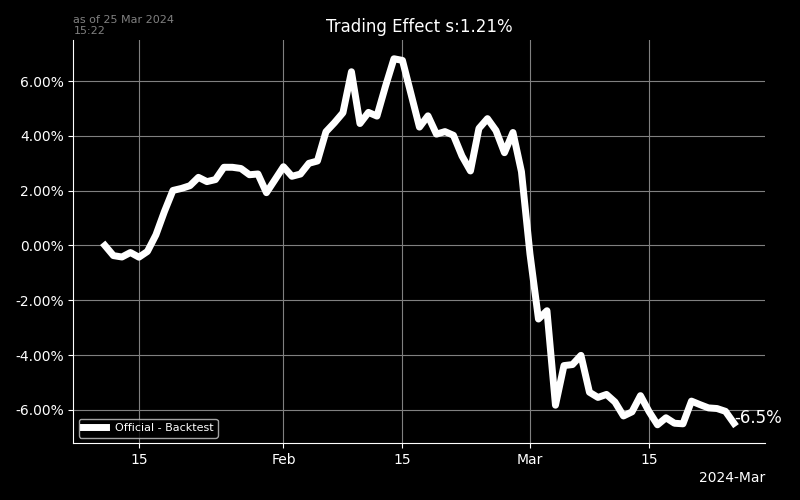 as of 25 Mar 2024
15:22
Trading Effect s:1.21%
6.00%
4.00%
2.00%
0.00%
-2.00%
-4.00%
-6.00%
-6.5%
Official - Backtest
15
Feb
15
Mar
15
2024-Mar